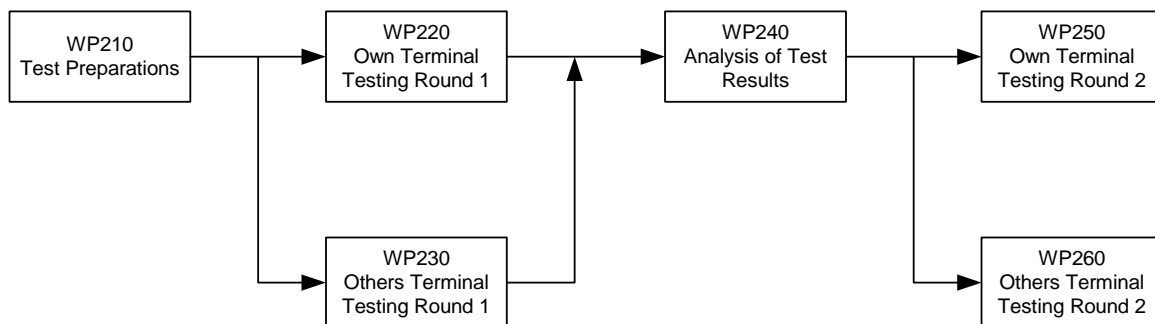 WP210
Test Preparations
WP220
Own Terminal
Testing Round 1
WP240
Analysis of Test
Results
WP250
Own Terminal
Testing Round 2
WP230
Others Terminal
Testing Round 1
WP260
Others Terminal
Testing Round 2